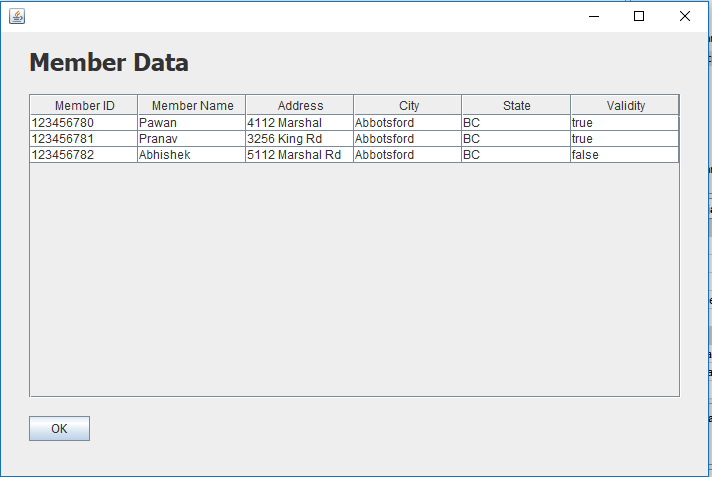 Member Data
Member ID Member Name Address City State Validity
123456780 Pawan 4112 Marshal Abbotsford BC true
123456781 Pranav 3256 King Rd Abbotsford BC true
123456782 Abhishek 5112 Marshal Rd Abbotsford BC false
OK